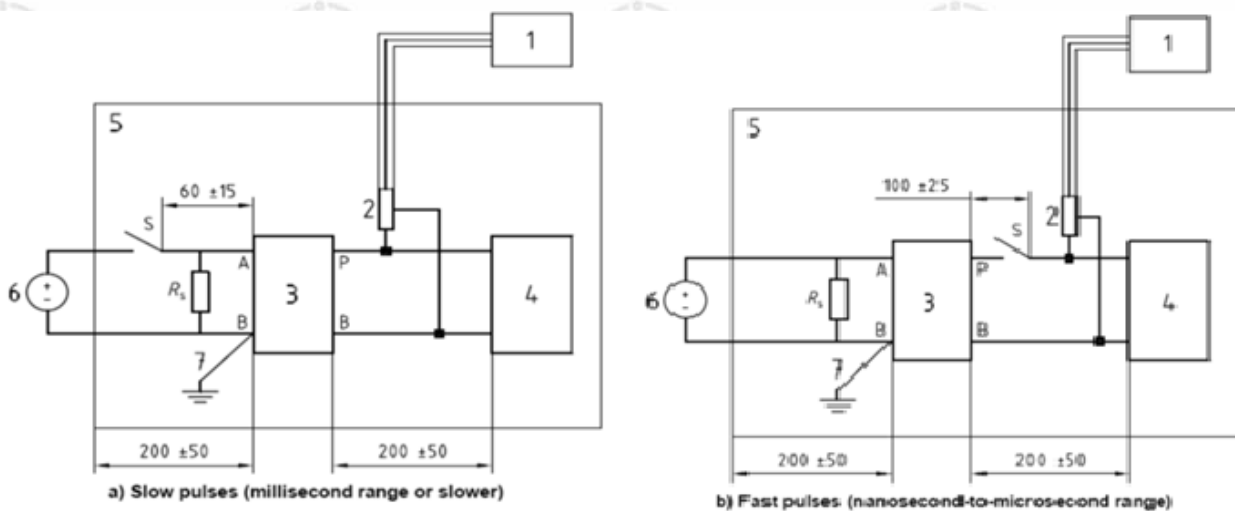 1
5
60 ±15
2
S
A
P
6
+
−
Rs
3
4
B
B
7
200 ±50
200 ±50
a) Slow pulses (millisecond range or slower)
1
5
100 ±25
2
S
A
P
6
+
−
Rs
3
4
B
B
7
200 ±50
200 ±50
b) Fast pulses (nanosecond-to-microsecond range)